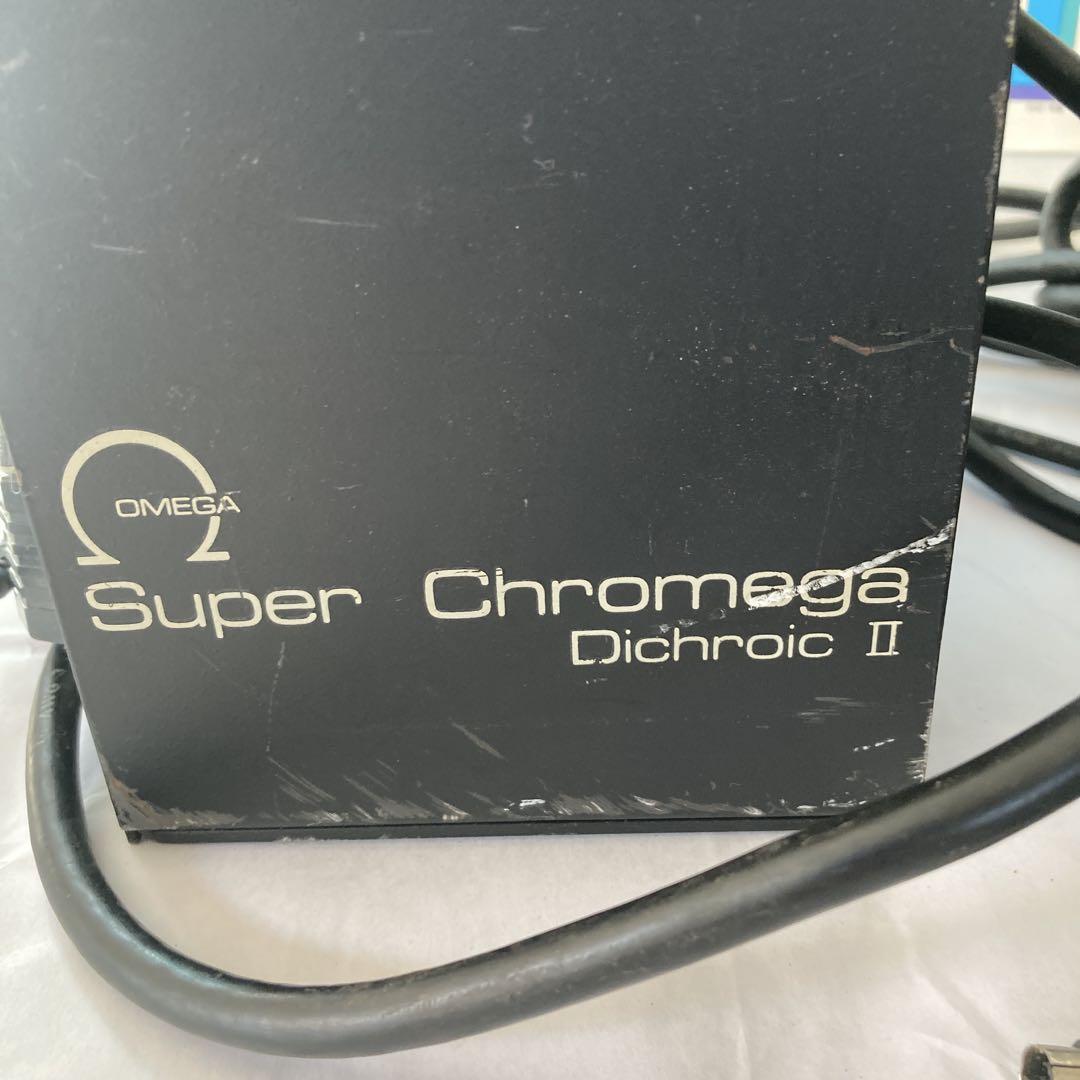 OMEGA
Super Chromega
Dichroic II